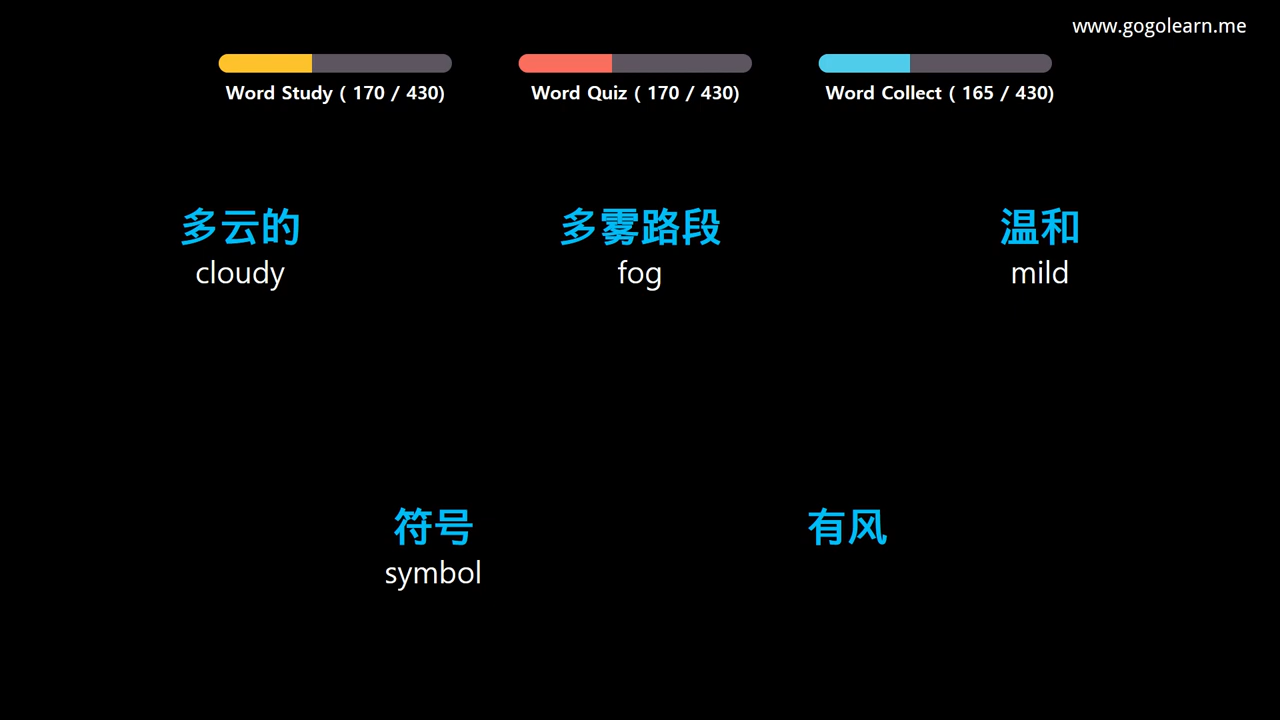 www.gogolearn.me
Word Study ( 170 / 430)
Word Quiz ( 170 / 430)
Word Collect ( 165 / 430)
多云的
cloudy
多雾路段
fog
温和
mild
符号
symbol
有风